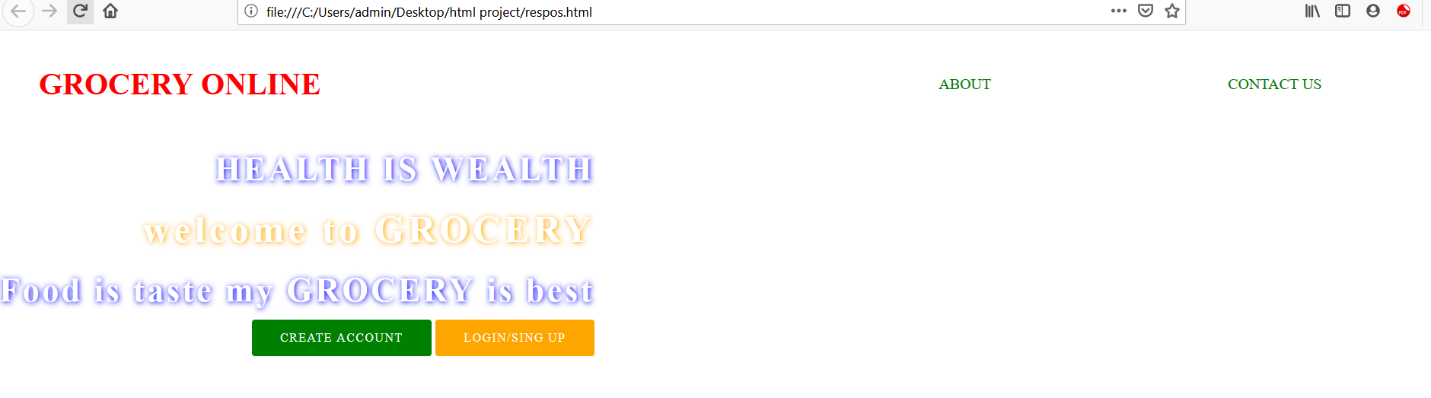 file:///C:/Users/admin/Desktop/html project/respos.html
GROCERY ONLINE
ABOUT
CONTACT US
HEALTH IS WEALTH
welcome to GROCERY
Food is taste my GROCERY is best
CREATE ACCOUNT
LOGIN/SING UP